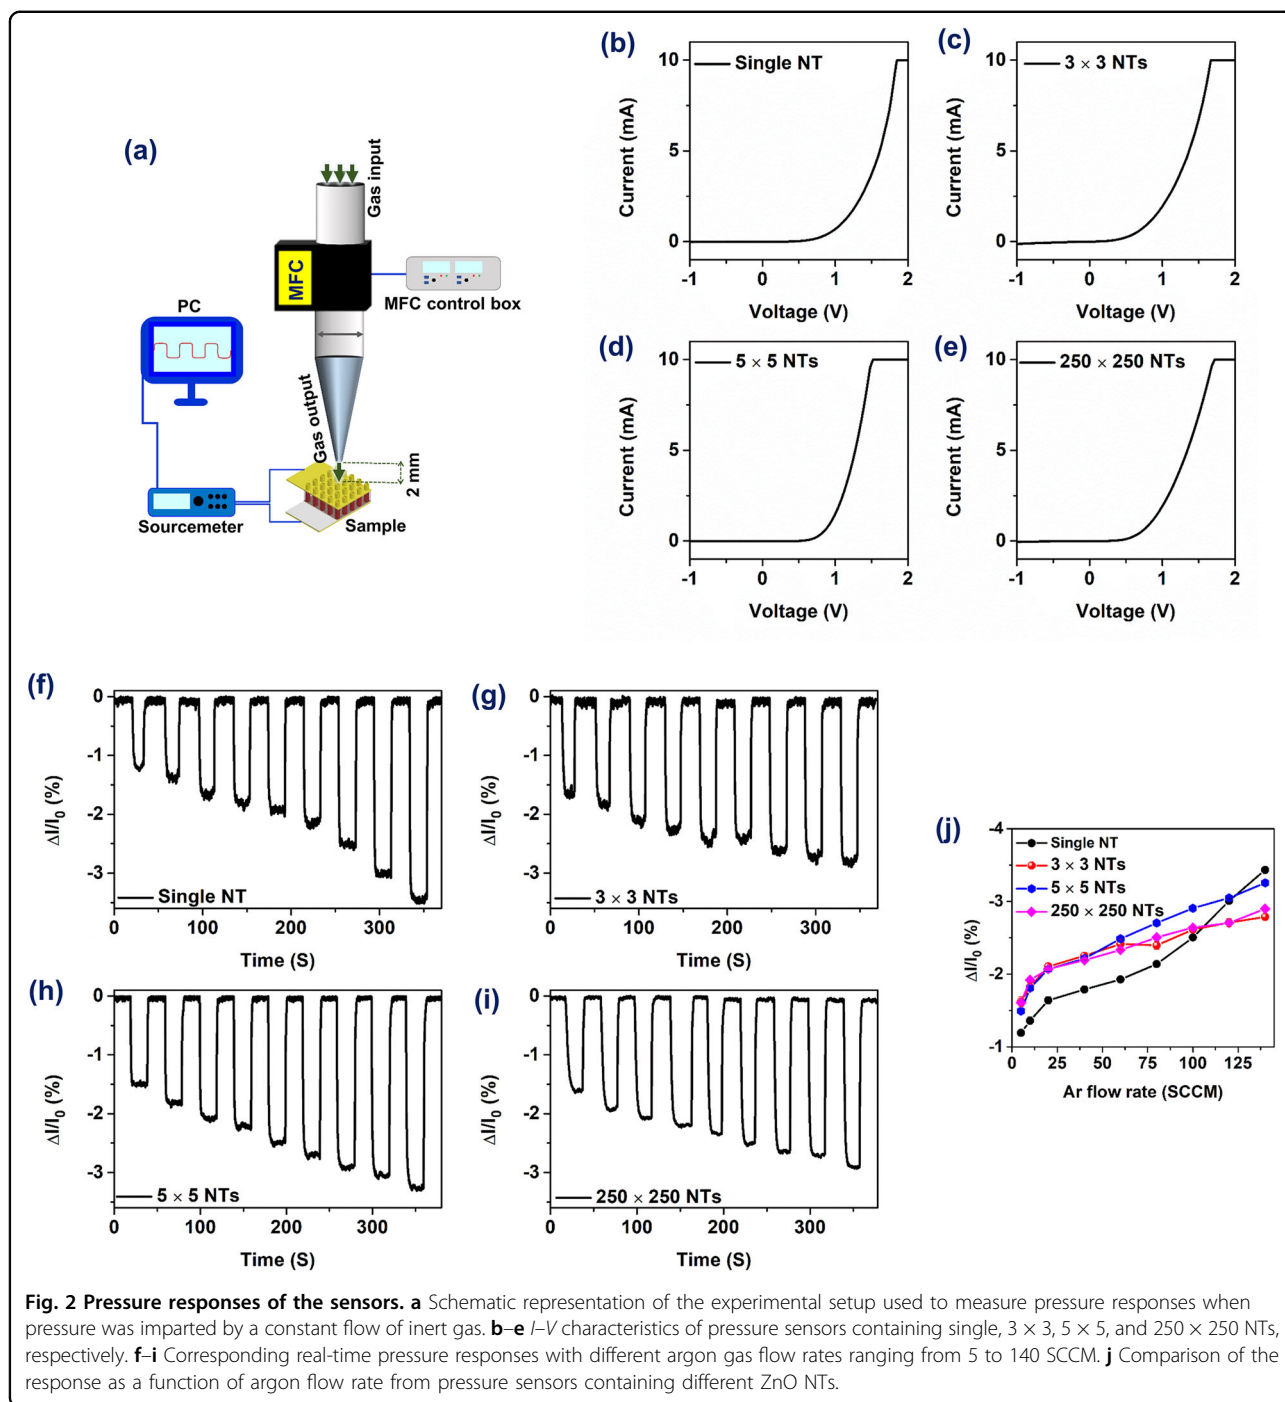 (a)
Gas input
MFC
MFC control box
PC
Gas output
2 mm
Sourcemeter
Sample
(b)
Single NT
10
5
0
Current (mA)
-1 0 1 2
Voltage (V)
(c)
3 × 3 NTs
10
5
0
Current (mA)
-1 0 1 2
Voltage (V)
(d)
5 × 5 NTs
10
5
0
Current (mA)
-1 0 1 2
Voltage (V)
(e)
250 × 250 NTs
10
5
0
Current (mA)
-1 0 1 2
Voltage (V)
(f)
0
-1
-2
-3
ΔI/I₀ (%)
Single NT
0 100 200 300
Time (S)
(g)
0
-1
-2
-3
ΔI/I₀ (%)
3 × 3 NTs
0 100 200 300
Time (S)
(h)
0
-1
-2
-3
ΔI/I₀ (%)
5 × 5 NTs
0 100 200 300
Time (S)
(i)
0
-1
-2
-3
ΔI/I₀ (%)
250 × 250 NTs
0 100 200 300
Time (S)
(j)
-4
-3
-2
-1
ΔI/I₀ (%)
Single NT
3 × 3 NTs
5 × 5 NTs
250 × 250 NTs
0 25 50 75 100 125
Ar flow rate (SCCM)
Fig. 2 Pressure responses of the sensors. a Schematic representation of the experimental setup used to measure pressure responses when
pressure was imparted by a constant flow of inert gas. b–e I–V characteristics of pressure sensors containing single, 3 × 3, 5 × 5, and 250 × 250 NTs,
respectively. f–i Corresponding real-time pressure responses with different argon gas flow rates ranging from 5 to 140 SCCM. j Comparison of the
response as a function of argon flow rate from pressure sensors containing different ZnO NTs.